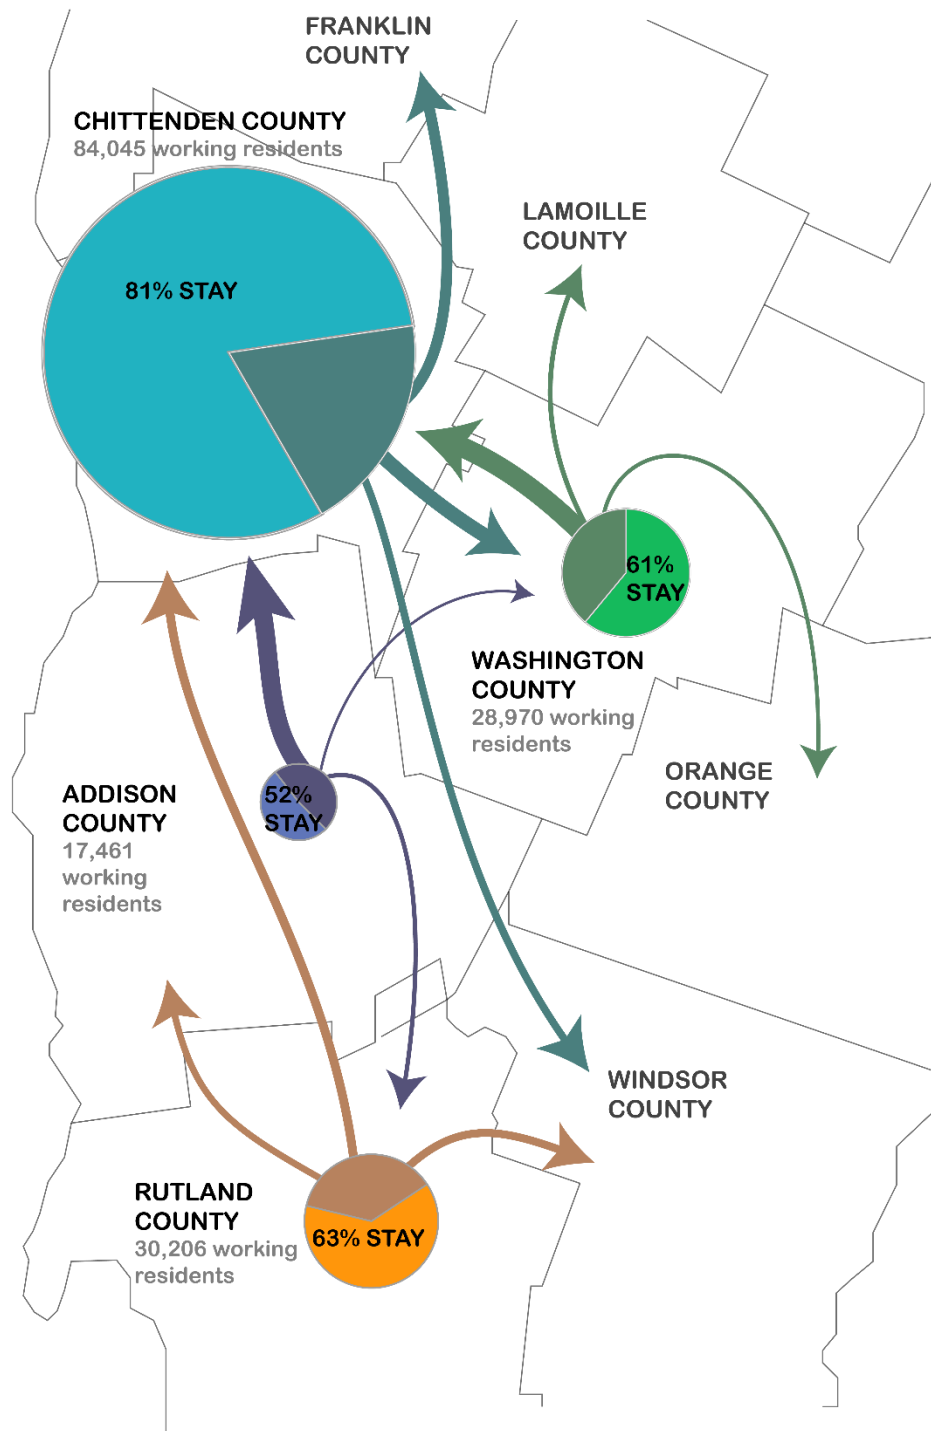 FRANKLIN
COUNTY
CHITTENDEN COUNTY
84,045 working residents
LAMOILLE
COUNTY
81% STAY
61%
STAY
WASHINGTON
COUNTY
28,970 working
residents
ORANGE
COUNTY
ADDISON
COUNTY
17,461
working
residents
52%
STAY
WINDSOR
COUNTY
RUTLAND
COUNTY
30,206 working
residents
63% STAY